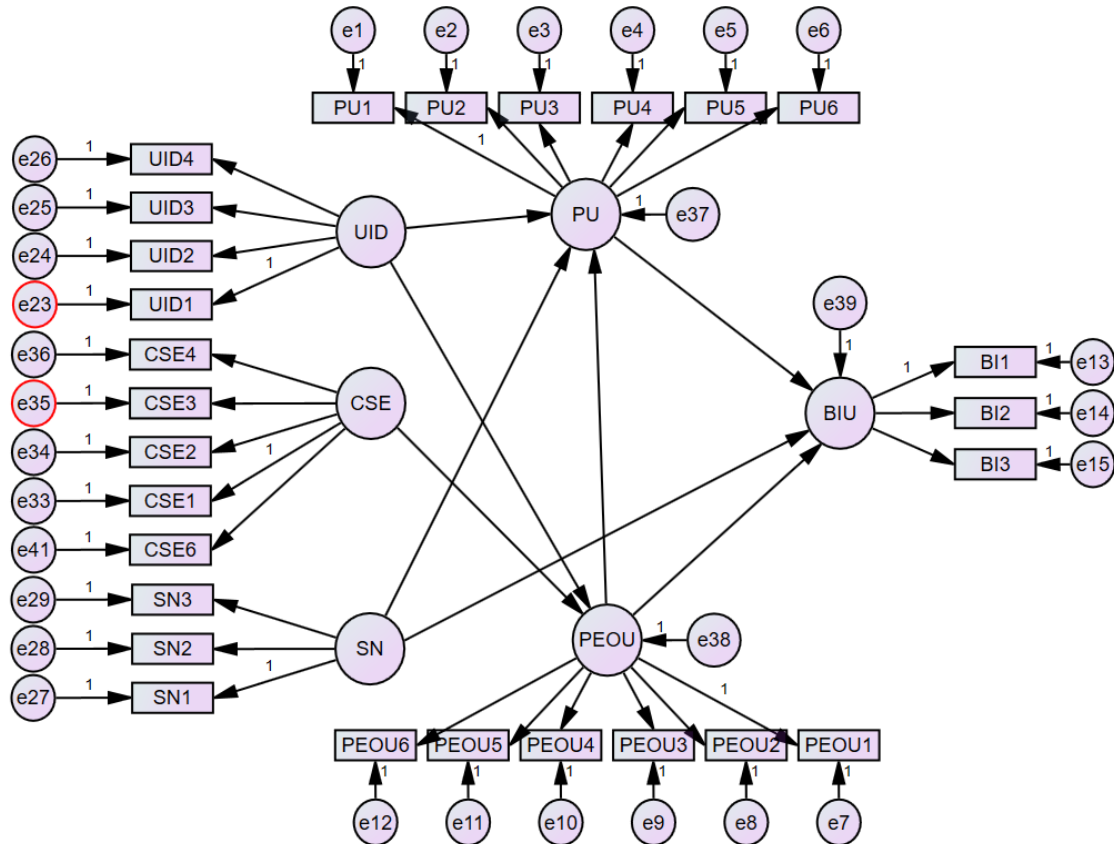 e1 e2 e3 e4 e5 e6
1 1 1 1 1 1
PU1 PU2 PU3 PU4 PU5 PU6
1
e26 1 UID4
e25 1 UID3
e24 1 UID2
e23 1 UID1
1
UID
PU 1 e37
e39
1
e36 1 CSE4
e35 1 CSE3
e34 1 CSE2
e33 1 CSE1
e41 1 CSE6
1
CSE
BIU
1 BI1 1 e13
BI2 1 e14
BI3 1 e15
e29 1 SN3
e28 1 SN2
e27 1 SN1
1
SN
PEOU 1 e38
1
PEOU6 PEOU5 PEOU4 PEOU3 PEOU2 PEOU1
1 1 1 1 1 1
e12 e11 e10 e9 e8 e7